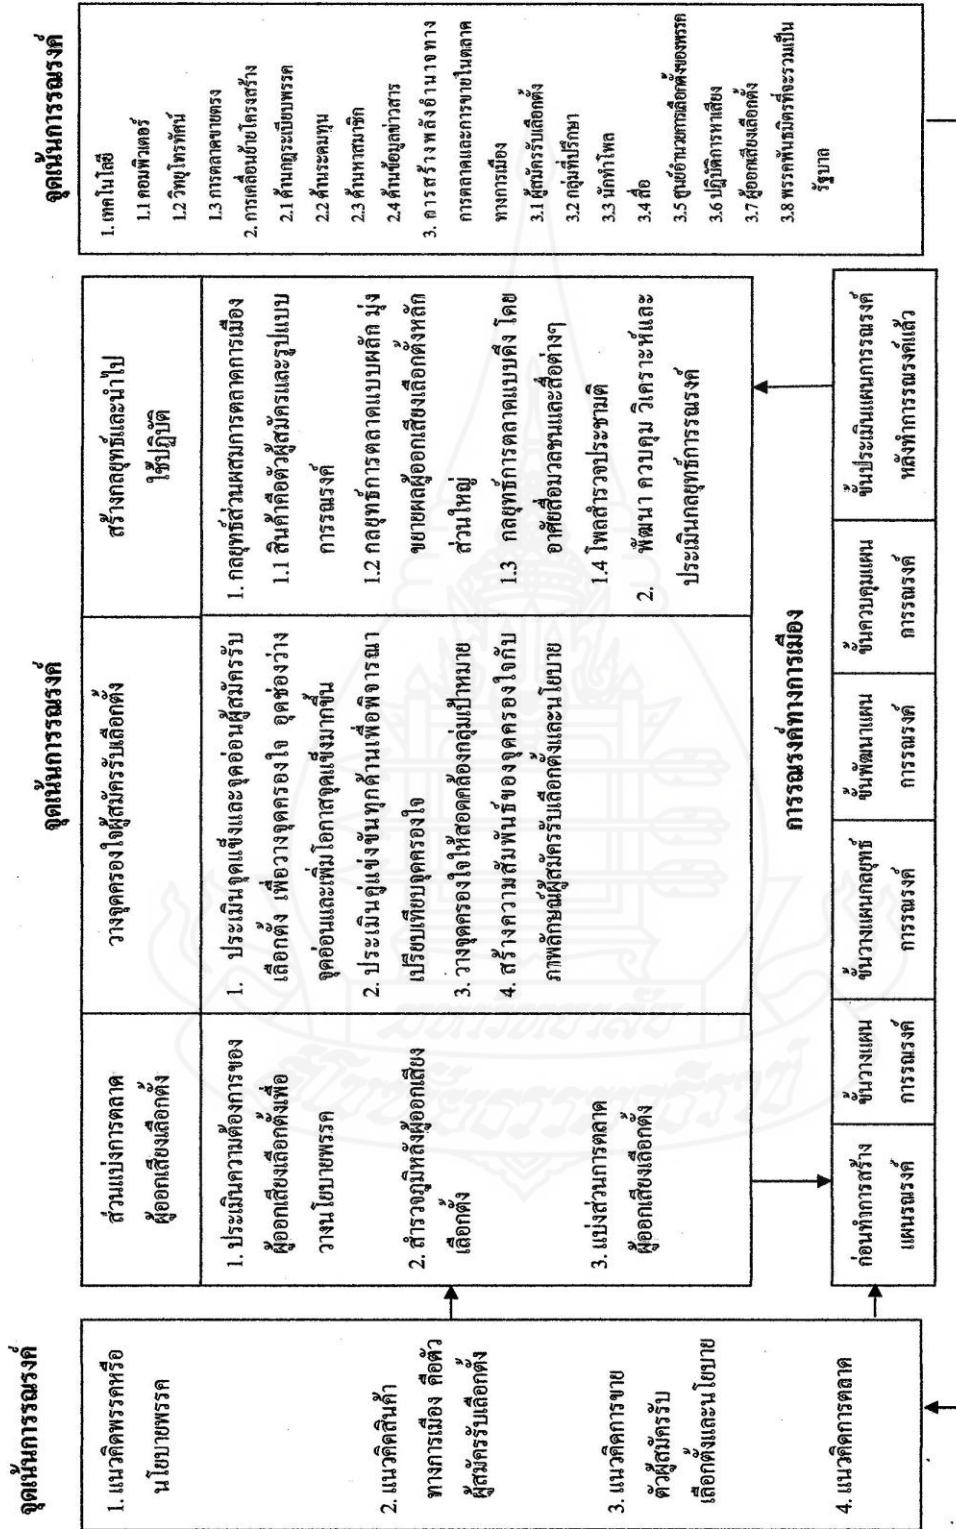 จุดเน้นการรณรงค์
1. แนวคิดพรรคหรือ
นโยบายพรรค
2. แนวคิดสินค้า
ทางการเมือง คือตัว
ผู้สมัครรับเลือกตั้ง
3. แนวคิดการขาย
ตัวผู้สมัครรับ
เลือกตั้งและนโยบาย
4. แนวคิดการตลาด
จุดเน้นการรณรงค์
ส่วนแบ่งการตลาด
ผู้ออกเสียงเลือกตั้ง
1. ประเมินความต้องการของ
ผู้ออกเสียงเลือกตั้งเพื่อ
วางนโยบายพรรค
2. สำรวจภูมิหลังผู้ออกเสียง
เลือกตั้ง
3. แบ่งส่วนการตลาด
ผู้ออกเสียงเลือกตั้ง
วางจุดครองใจผู้สมัครรับเลือกตั้ง
1. ประเมินจุดแข็งและจุดอ่อนผู้สมัครรับ
เลือกตั้ง เพื่อวางจุดครองใจ อุดช่องว่าง
จุดอ่อนและเพิ่มโอกาสจุดแข็งมากขึ้น
2. ประเมินคู่แข่งขันทุกด้านเพื่อพิจารณา
เปรียบเทียบจุดครองใจ
3. วางจุดครองใจให้สอดคล้องกลุ่มเป้าหมาย
4. สร้างความสัมพันธ์ของจุดครองใจกับ
ภาพลักษณ์ผู้สมัครรับเลือกตั้งและนโยบาย
สร้างกลยุทธ์และนำไป
ใช้ปฏิบัติ
1. กลยุทธ์ส่วนผสมการตลาดการเมือง
1.1 สินค้าคือตัวผู้สมัครและรูปแบบ
การรณรงค์
1.2 กลยุทธ์การตลาดแบบผลัก มุ่ง
ขยายผลผู้ออกเสียงเลือกตั้งหลัก
ส่วนใหญ่
1.3 กลยุทธ์การตลาดแบบดึง โดย
อาศัยสื่อมวลชนและสื่อต่างๆ
1.4 โพลสำรวจประชามติ
2. พัฒนา ควบคุม วิเคราะห์และ
ประเมินกลยุทธ์การรณรงค์
การรณรงค์ทางการเมือง
ก่อนทำการสร้าง
แผนรณรงค์
ขั้นวางแผน
การรณรงค์
ขั้นวางแผนกลยุทธ์
การรณรงค์
ขั้นพัฒนาแผน
การรณรงค์
ขั้นควบคุมแผน
การรณรงค์
ขั้นประเมินแผนการรณรงค์
หลังทำการรณรงค์แล้ว
จุดเน้นการรณรงค์
1. เทคโนโลยี
1.1 คอมพิวเตอร์
1.2 วิทยุโทรทัศน์
1.3 การตลาดขายตรง
2. การเคลื่อนย้ายโครงสร้าง
2.1 ด้านกฎระเบียบพรรค
2.2 ด้านระดมทุน
2.3 ด้านหาสมาชิก
2.4 ด้านข้อมูลข่าวสาร
3. การสร้างพลังอำนาจทาง
การตลาดและการขายในตลาด
ทางการเมือง
3.1 ผู้สมัครรับเลือกตั้ง
3.2 กลุ่มที่ปรึกษา
3.3 นักทำโพล
3.4 สื่อ
3.5 ศูนย์อำนวยการเลือกตั้งของพรรค
3.6 ปฏิบัติการหาเสียง
3.7 ผู้ออกเสียงเลือกตั้ง
3.8 พรรคพันธมิตรที่จะรวมเป็น
รัฐบาล
มหาวิทยาลัย
สุโขทัยธรรมาธิราช